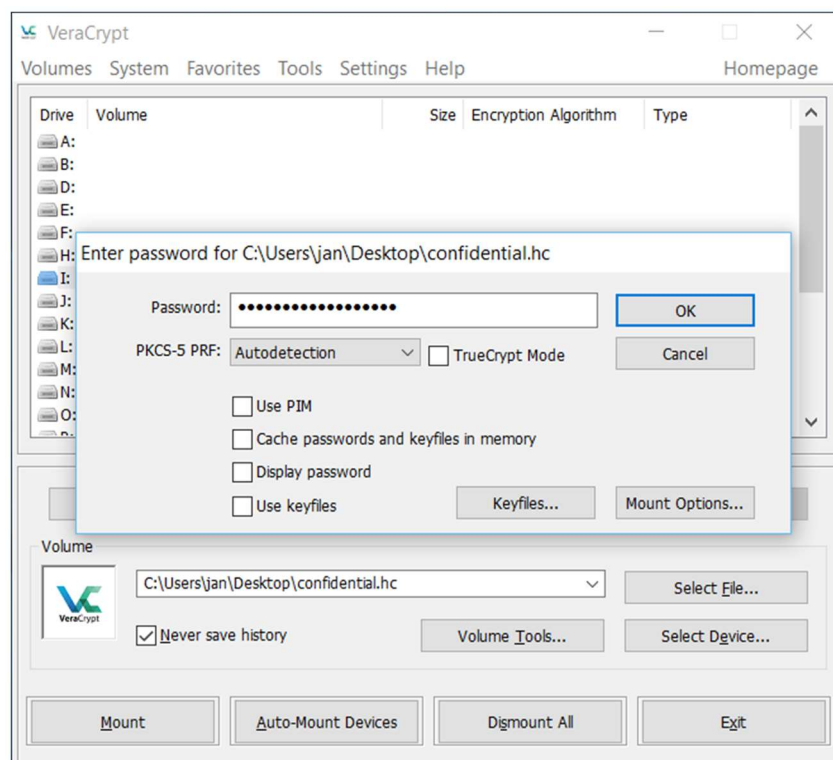 VeraCrypt
Volumes System Favorites Tools Settings Help Homepage
Drive Volume Size Encryption Algorithm Type
A:
B:
D:
E:
F:
H:
I:
J:
K:
L:
M:
N:
O:
Enter password for C:\Users\jan\Desktop\confidential.hc
Password: ●●●●●●●●●●●●●●●●●● OK
PKCS-5 PRF: Autodetection TrueCrypt Mode Cancel
Use PIM
Cache passwords and keyfiles in memory
Display password
Use keyfiles Keyfiles... Mount Options...
Volume
C:\Users\jan\Desktop\confidential.hc Select File...
VeraCrypt
Never save history Volume Tools... Select Device...
Mount Auto-Mount Devices Dismount All Exit